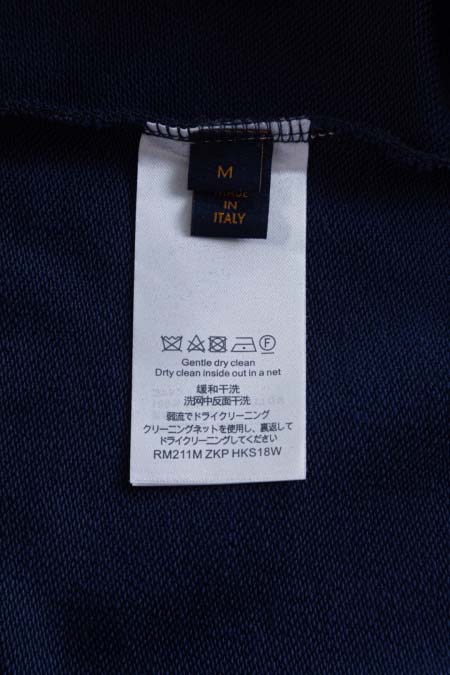 M
MADE
IN
ITALY
Gentle dry clean
Drty clean inside out in a net
缓和干洗
洗网中反面干洗
弱流でドライクリーニング
クリーニングネットを使用し、裏返して
ドライクリーニングしてください
RM211M ZKP HKS18W